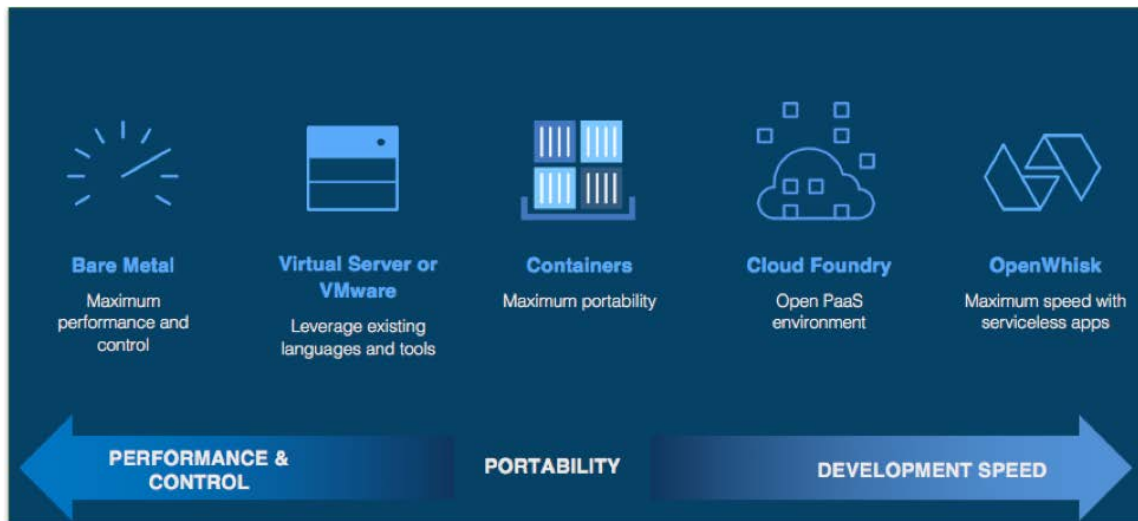 Bare Metal
Maximum
performance and
control
Virtual Server or
VMware
Leverage existing
languages and tools
Containers
Maximum portability
Cloud Foundry
Open PaaS
environment
OpenWhisk
Maximum speed with
serviceless apps
PERFORMANCE &
CONTROL
PORTABILITY
DEVELOPMENT SPEED